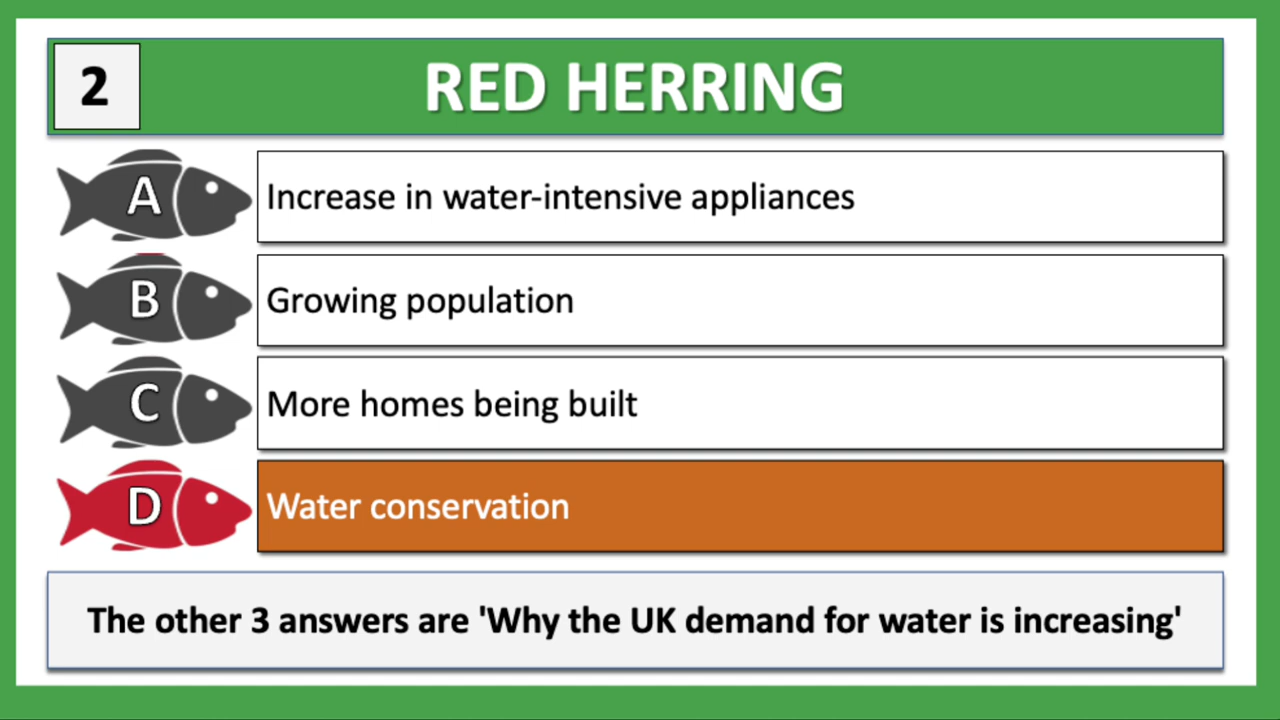 2
RED HERRING
A
Increase in water-intensive appliances
B
Growing population
C
More homes being built
D
Water conservation
The other 3 answers are 'Why the UK demand for water is increasing'